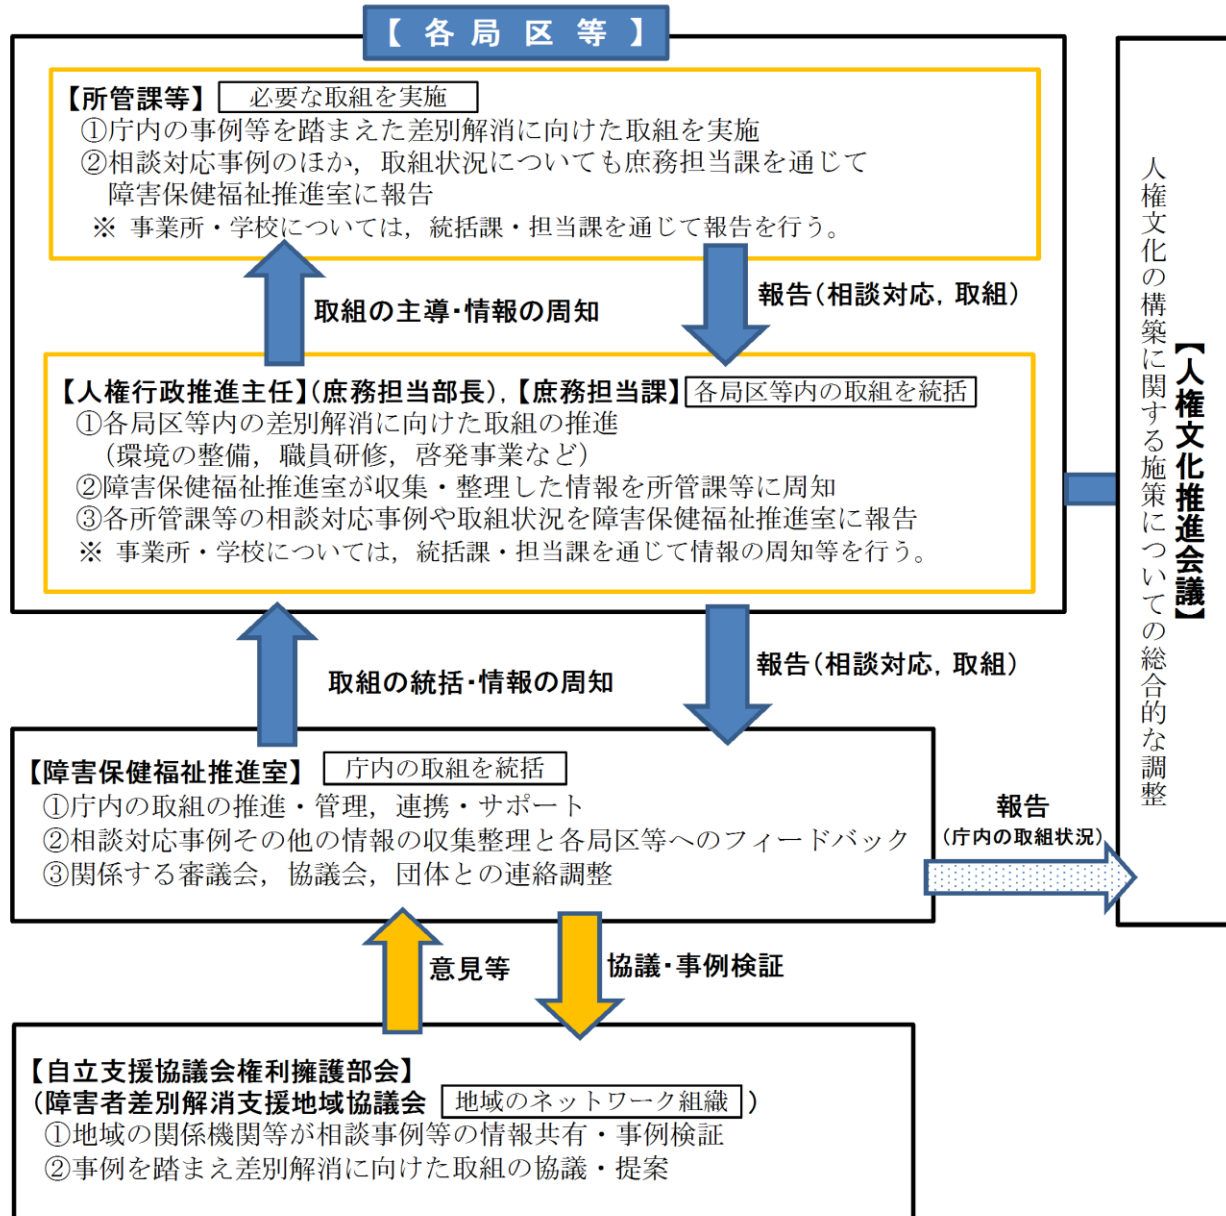 【 各 局 区 等 】
【所管課等】 必要な取組を実施
①庁内の事例等を踏まえた差別解消に向けた取組を実施
②相談対応事例のほか，取組状況についても庶務担当課を通じて
障害保健福祉推進室に報告
※ 事業所・学校については，統括課・担当課を通じて報告を行う。
取組の主導・情報の周知
報告（相談対応，取組）
【人権行政推進主任】（庶務担当部長），【庶務担当課】 各局区等内の取組を統括
①各局区等内の差別解消に向けた取組の推進
（環境の整備，職員研修，啓発事業など）
②障害保健福祉推進室が収集・整理した情報を所管課等に周知
③各所管課等の相談対応事例や取組状況を障害保健福祉推進室に報告
※ 事業所・学校については，統括課・担当課を通じて情報の周知等を行う。
取組の統括・情報の周知
報告（相談対応，取組）
【障害保健福祉推進室】 庁内の取組を統括
①庁内の取組の推進・管理，連携・サポート
②相談対応事例その他の情報の収集整理と各局区等へのフィードバック
③関係する審議会，協議会，団体との連絡調整
報告
（庁内の取組状況）
【人権文化推進会議】
人権文化の構築に関する施策についての総合的な調整
意見等
協議・事例検証
【自立支援協議会権利擁護部会】
（障害者差別解消支援地域協議会 地域のネットワーク組織 ）
①地域の関係機関等が相談事例等の情報共有・事例検証
②事例を踏まえ差別解消に向けた取組の協議・提案